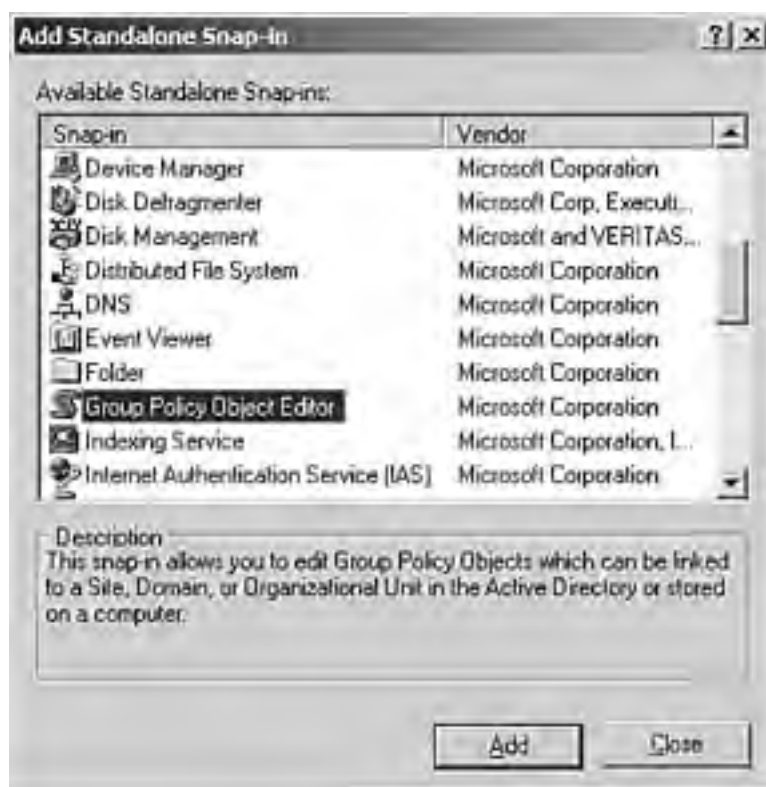 Add Standalone Snap-in
Available Standalone Snap-ins:
Snap-in Vendor
Device Manager Microsoft Corporation
Disk Defragmenter Microsoft Corp, Executi...
Disk Management Microsoft and VERITAS...
Distributed File System Microsoft Corporation
DNS Microsoft Corporation
Event Viewer Microsoft Corporation
Folder Microsoft Corporation
Group Policy Object Editor Microsoft Corporation
Indexing Service Microsoft Corporation, I...
Internet Authentication Service (IAS) Microsoft Corporation
Description
This snap-in allows you to edit Group Policy Objects which can be linked
to a Site, Domain, or Organizational Unit in the Active Directory or stored
on a computer.
Add Close